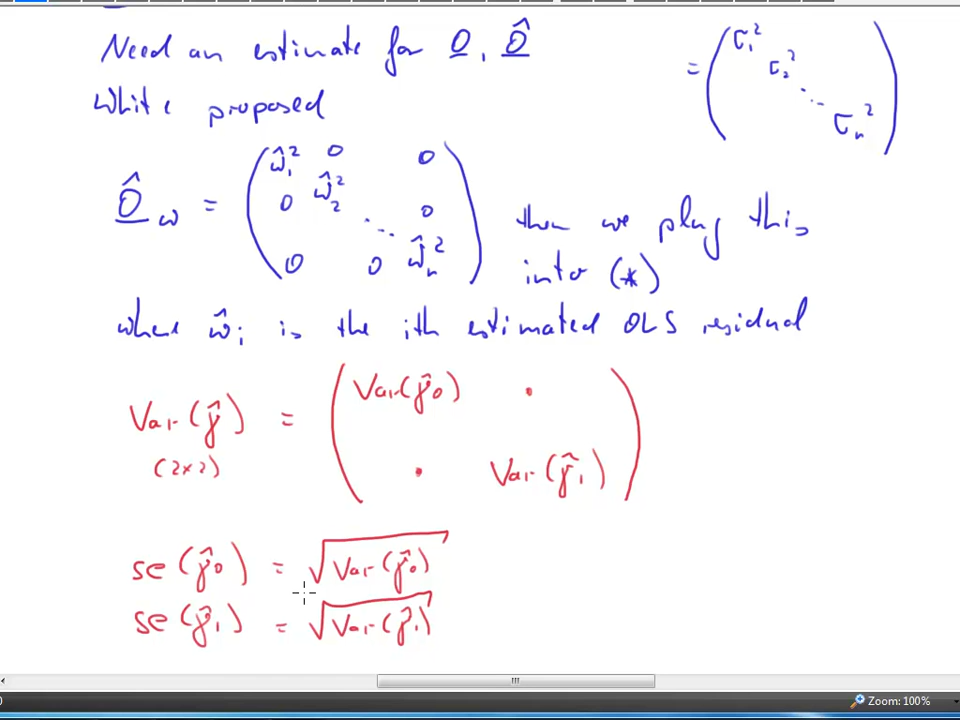 Need an estimate for O, Ô
= ( σ₁² σ₂² ⋱ σₙ² )
White proposed
Ô_w = ( ŵ₁² 0 0
0 ŵ₂² ⋱ 0
0 0 ŵₙ² ) then we plug this
into (*)
where ŵᵢ is the ith estimated OLS residual
Var(γ̂) = ( Var(γ̂₀) ·
(2×2) · Var(γ̂₁) )
se(γ̂₀) = √Var(γ̂₀)
se(γ̂₁) = √Var(γ̂₁)
Zoom: 100%